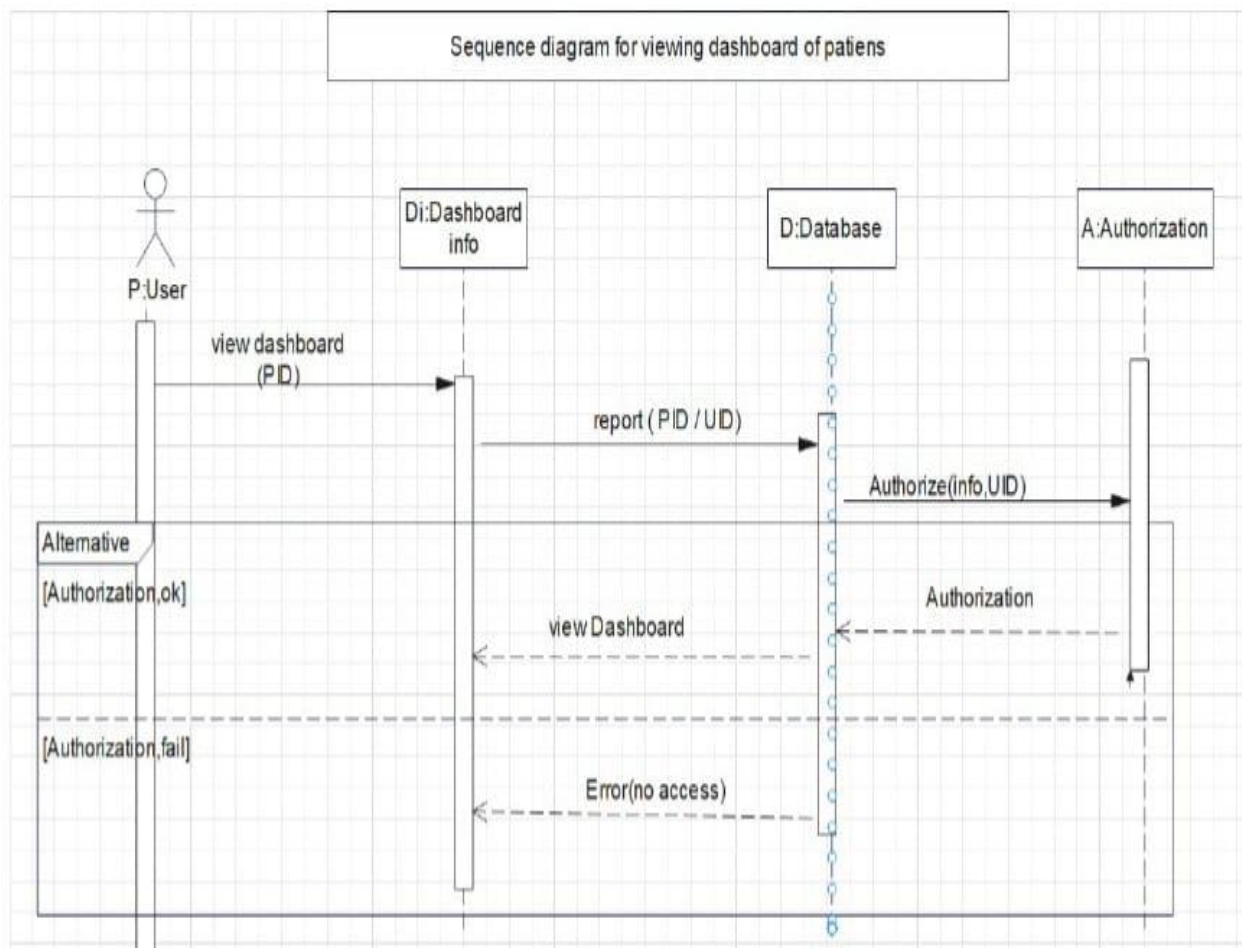 Sequence diagram for viewing dashboard of patiens
P:User
Di:Dashboard
info
D:Database
A:Authorization
view dashboard
(PID)
report ( PID / UID)
Authorize(info,UID)
Alternative
[Authorization,ok]
Authorization
view Dashboard
[Authorization,fail]
Error(no access)